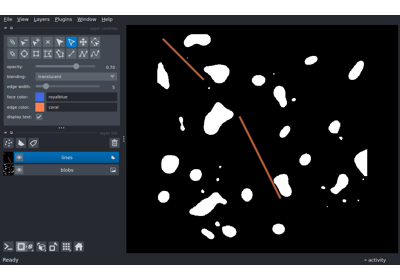 File View Layers Plugins Window Help
opacity: 0.70
blending: translucent
edge width: 5
face color: royalblue
edge color: coral
display text:
lines
blobs
Ready
activity